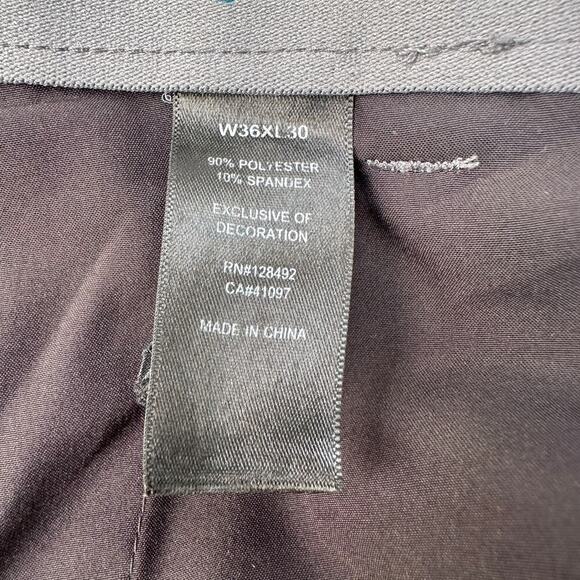 W36XL30
90% POLYESTER
10% SPANDEX
EXCLUSIVE OF
DECORATION
RN#128492
CA#41097
MADE IN CHINA